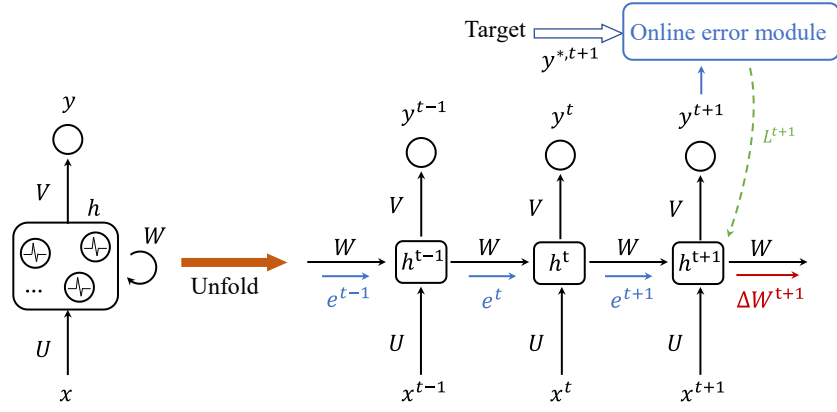 Target
y*,t+1
Online error module
y
y^t−1
y^t
y^t+1
L^t+1
V
h
V
V
V
W
...
Unfold
W
h^t-1
W
h^t
W
h^t+1
W
e^t−1
e^t
e^t+1
ΔW^t+1
U
U
U
U
x
x^t−1
x^t
x^t+1